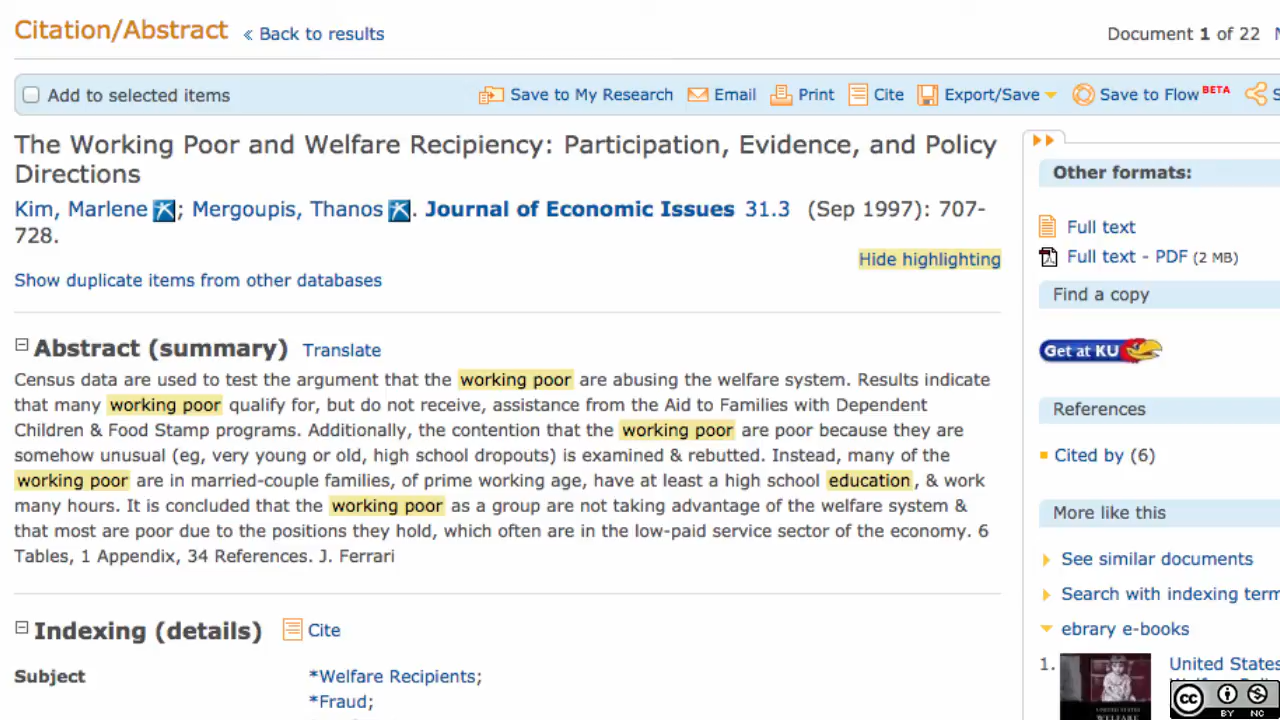 Citation/Abstract « Back to results
Document 1 of 22
Add to selected items
Save to My Research Email Print Cite Export/Save Save to Flow BETA
The Working Poor and Welfare Recipiency: Participation, Evidence, and Policy
Directions
Kim, Marlene; Mergoupis, Thanos. Journal of Economic Issues 31.3 (Sep 1997): 707-
728.
Hide highlighting
Show duplicate items from other databases
Abstract (summary) Translate
Census data are used to test the argument that the working poor are abusing the welfare system. Results indicate
that many working poor qualify for, but do not receive, assistance from the Aid to Families with Dependent
Children & Food Stamp programs. Additionally, the contention that the working poor are poor because they are
somehow unusual (eg, very young or old, high school dropouts) is examined & rebutted. Instead, many of the
working poor are in married-couple families, of prime working age, have at least a high school education, & work
many hours. It is concluded that the working poor as a group are not taking advantage of the welfare system &
that most are poor due to the positions they hold, which often are in the low-paid service sector of the economy. 6
Tables, 1 Appendix, 34 References. J. Ferrari
Indexing (details) Cite
Subject *Welfare Recipients;
*Fraud;
Other formats:
Full text
Full text - PDF (2 MB)
Find a copy
Get at KU
References
Cited by (6)
More like this
See similar documents
Search with indexing term
ebrary e-books
1. United States
WELFARE
cc BY NC